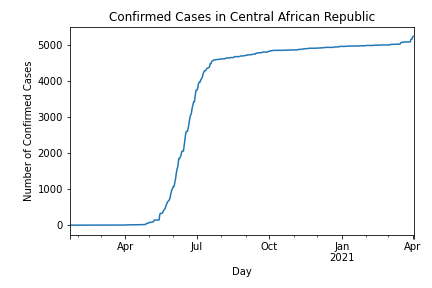 Confirmed Cases in Central African Republic
Number of Confirmed Cases
5000
4000
3000
2000
1000
0
Apr
Jul
Oct
Jan
2021
Apr
Day